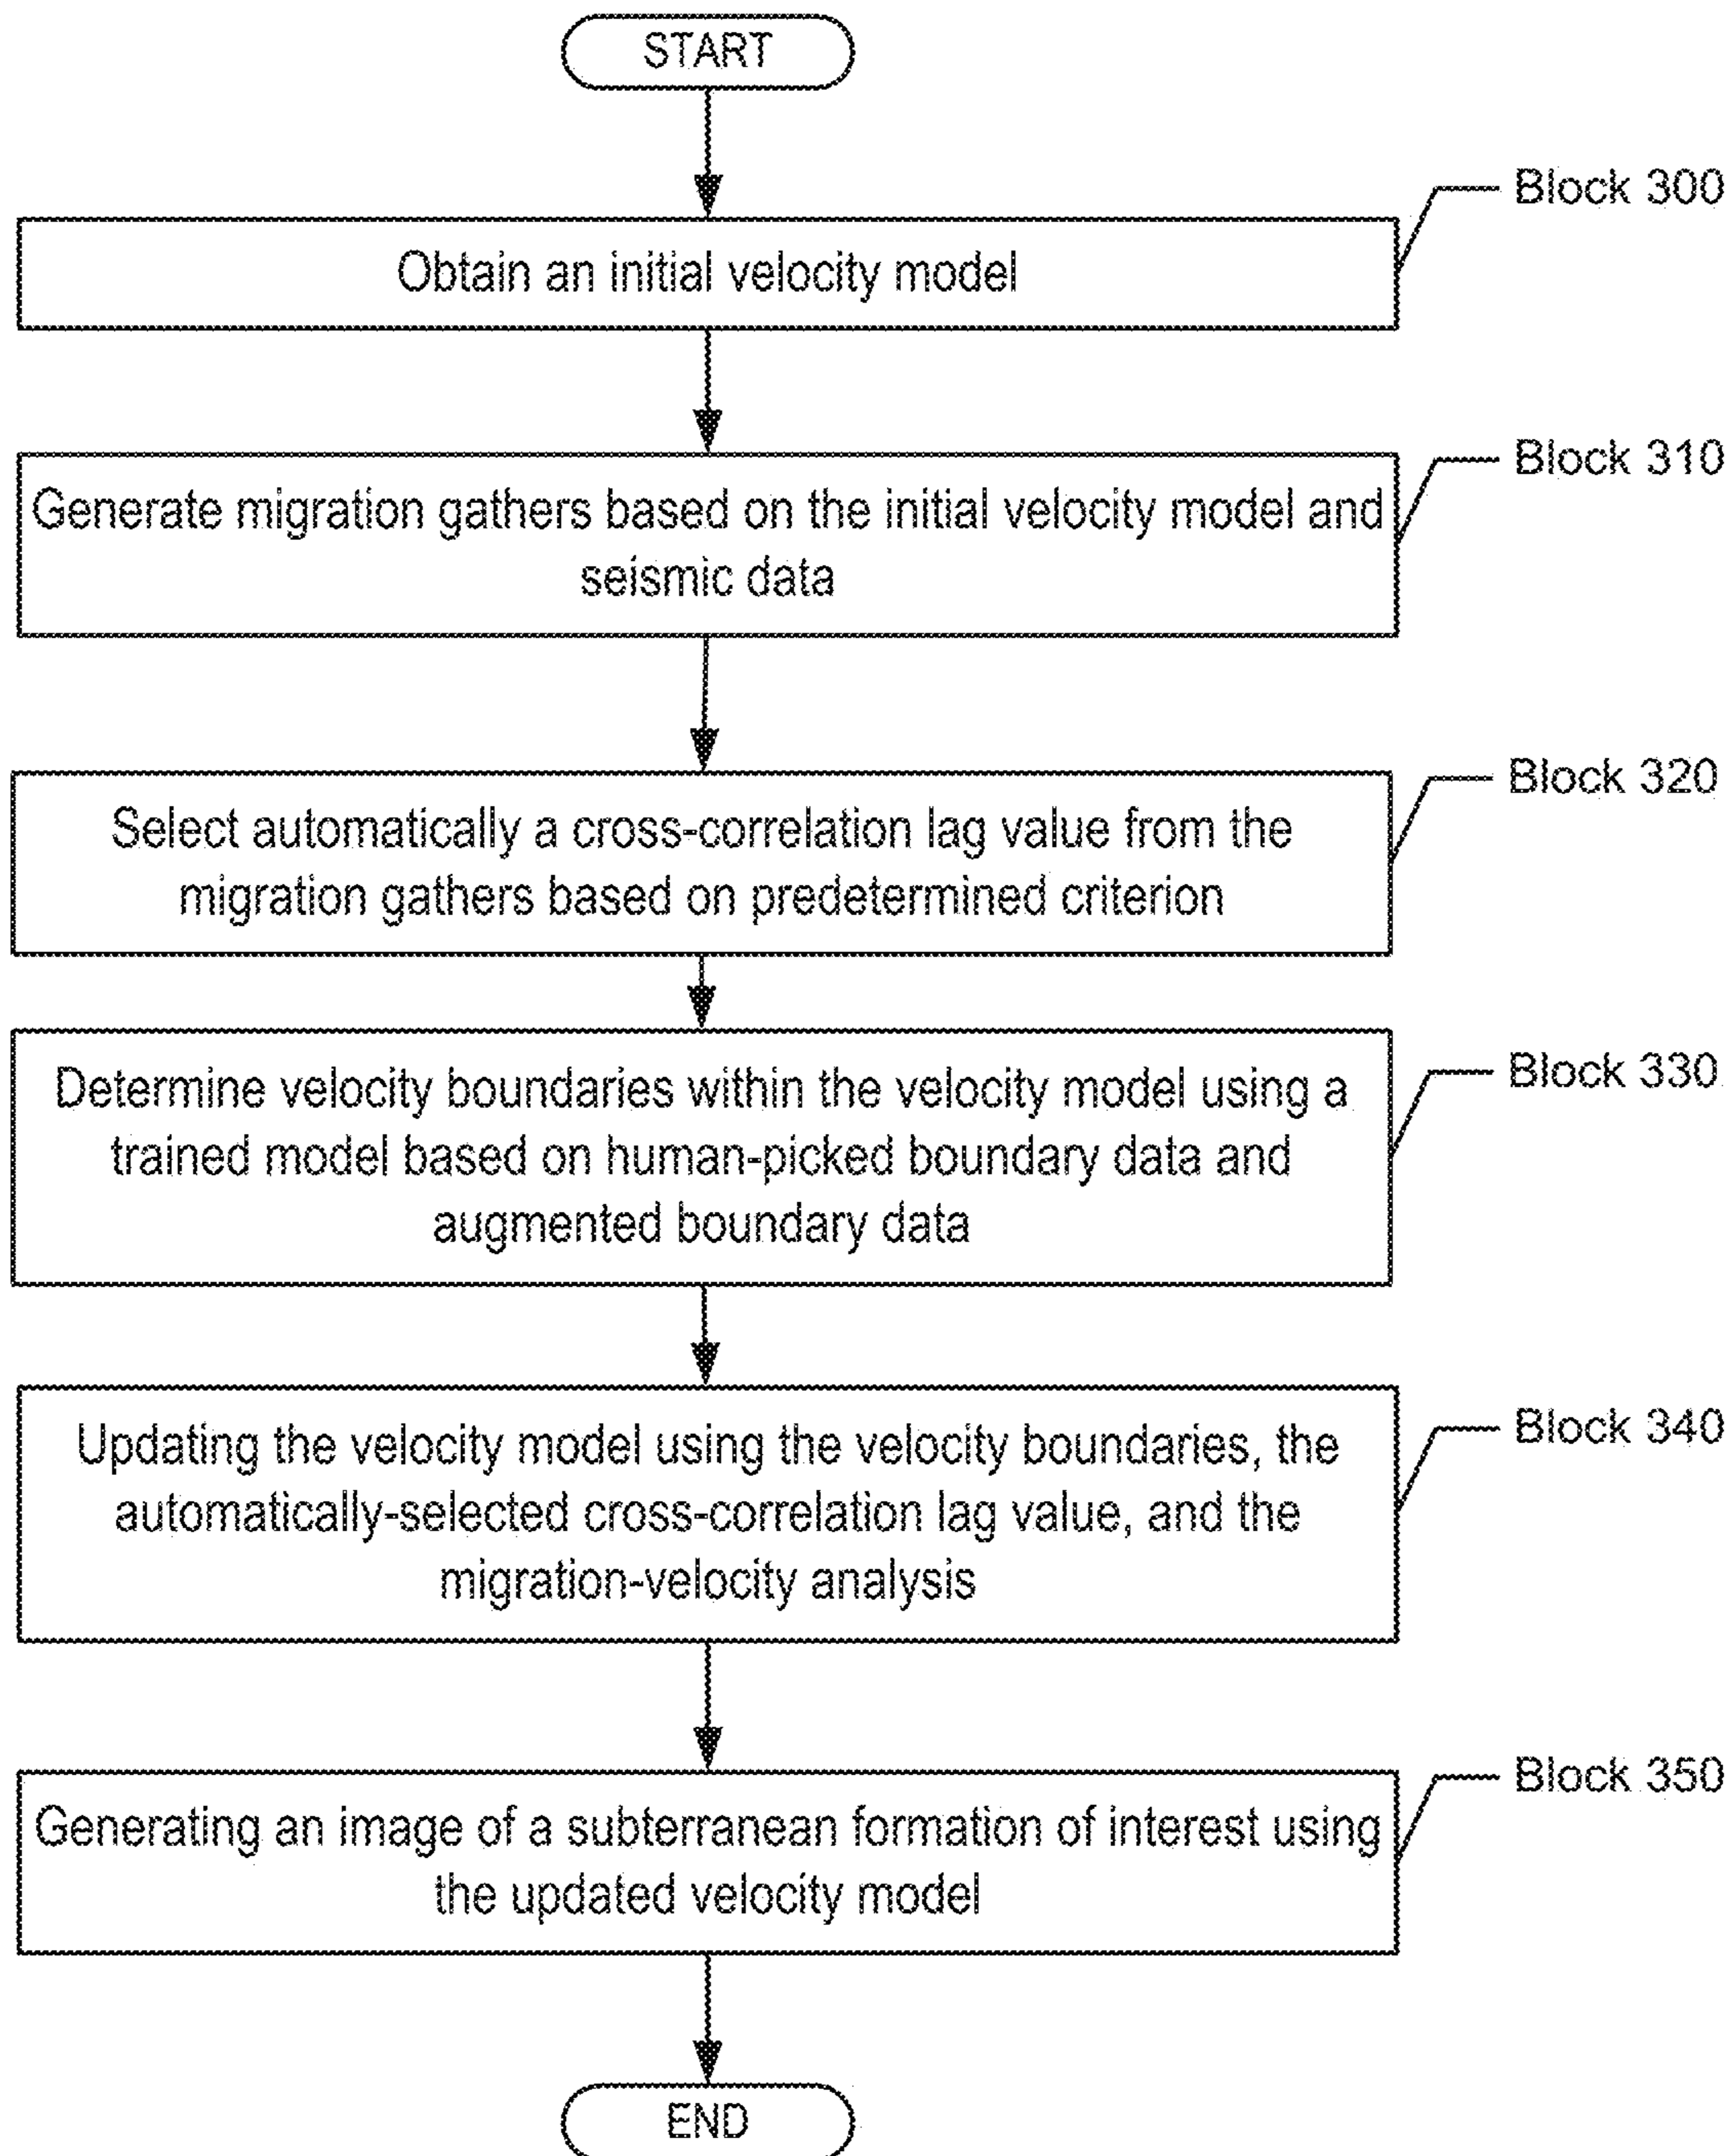 START
Block 300
Obtain an initial velocity model
Block 310
Generate migration gathers based on the initial velocity model and
seismic data
Block 320
Select automatically a cross-correlation lag value from the
migration gathers based on predetermined criterion
Block 330
Determine velocity boundaries within the velocity model using a
trained model based on human-picked boundary data and
augmented boundary data
Block 340
Updating the velocity model using the velocity boundaries, the
automatically-selected cross-correlation lag value, and the
migration-velocity analysis
Block 350
Generating an image of a subterranean formation of interest using
the updated velocity model
END